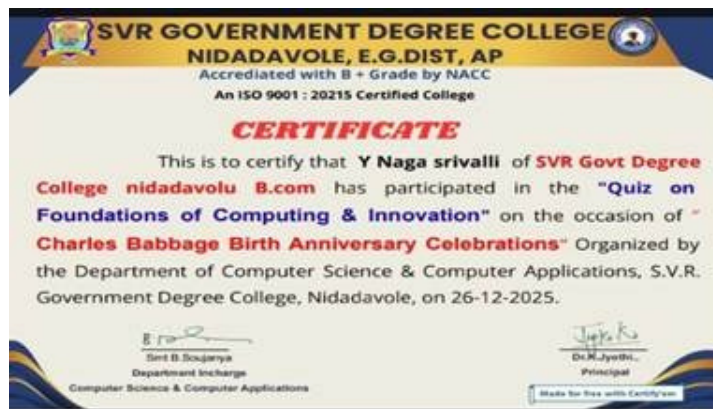 SVR GOVERNMENT DEGREE COLLEGE
NIDADAVOLE, E.G.DIST, AP
Accrediated with B + Grade by NACC
An ISO 9001 : 20215 Certified College
CERTIFICATE
This is to certify that Y Naga srivalli of SVR Govt Degree
College nidadavolu B.com has participated in the "Quiz on
Foundations of Computing & Innovation" on the occasion of "
Charles Babbage Birth Anniversary Celebrations" Organized by
the Department of Computer Science & Computer Applications, S.V.R.
Government Degree College, Nidadavole, on 26-12-2025.
Smt B.Soujanya
Department Incharge
Computer Science & Computer Applications
Dr.K.Jyothi.,
Principal
Made for free with Certify'em